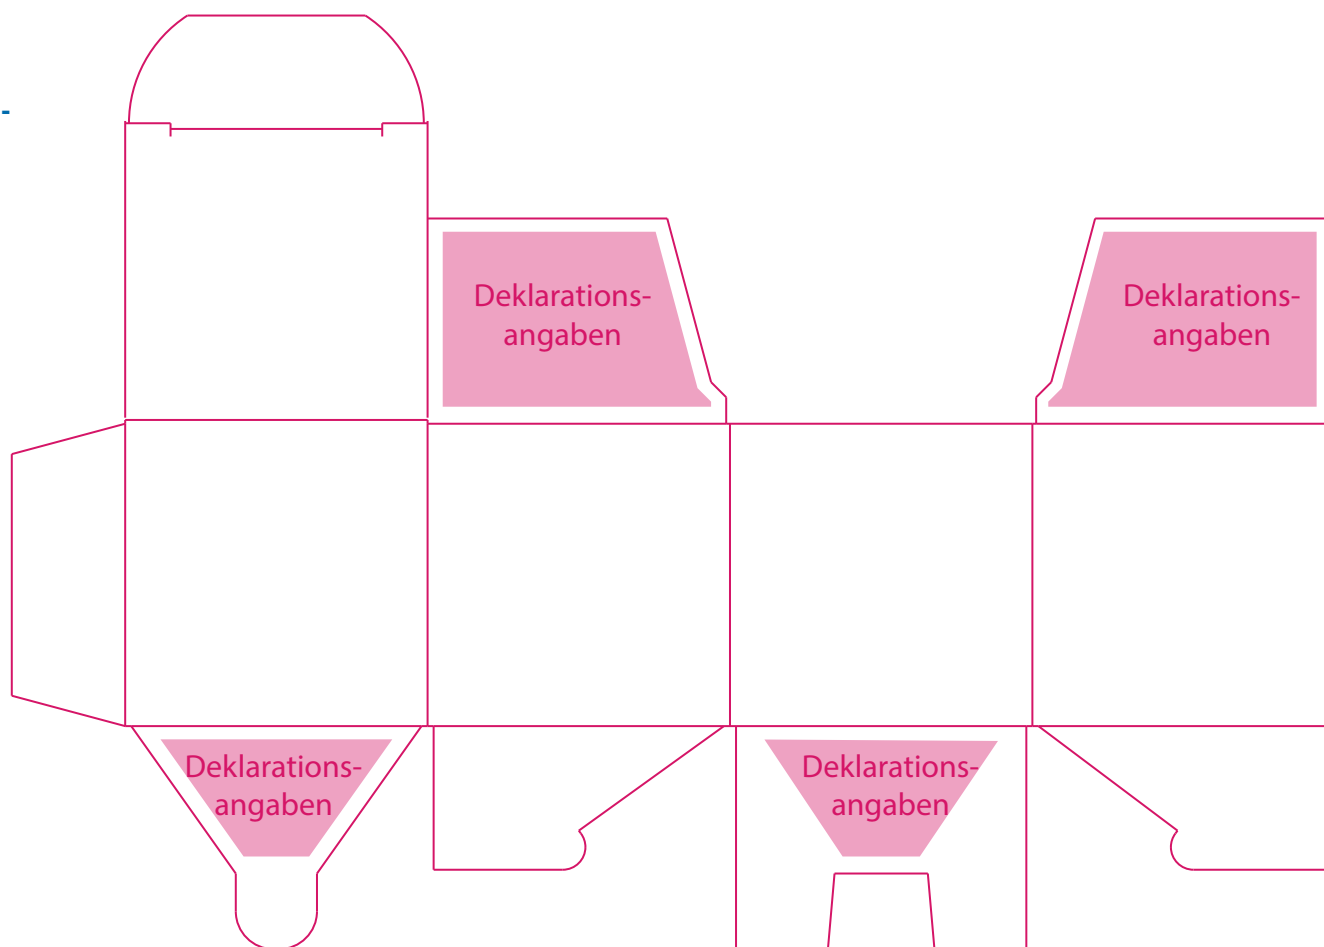 -
Deklarations-
angaben
Deklarations-
angaben
Deklarations-
angaben
Deklarations-
angaben